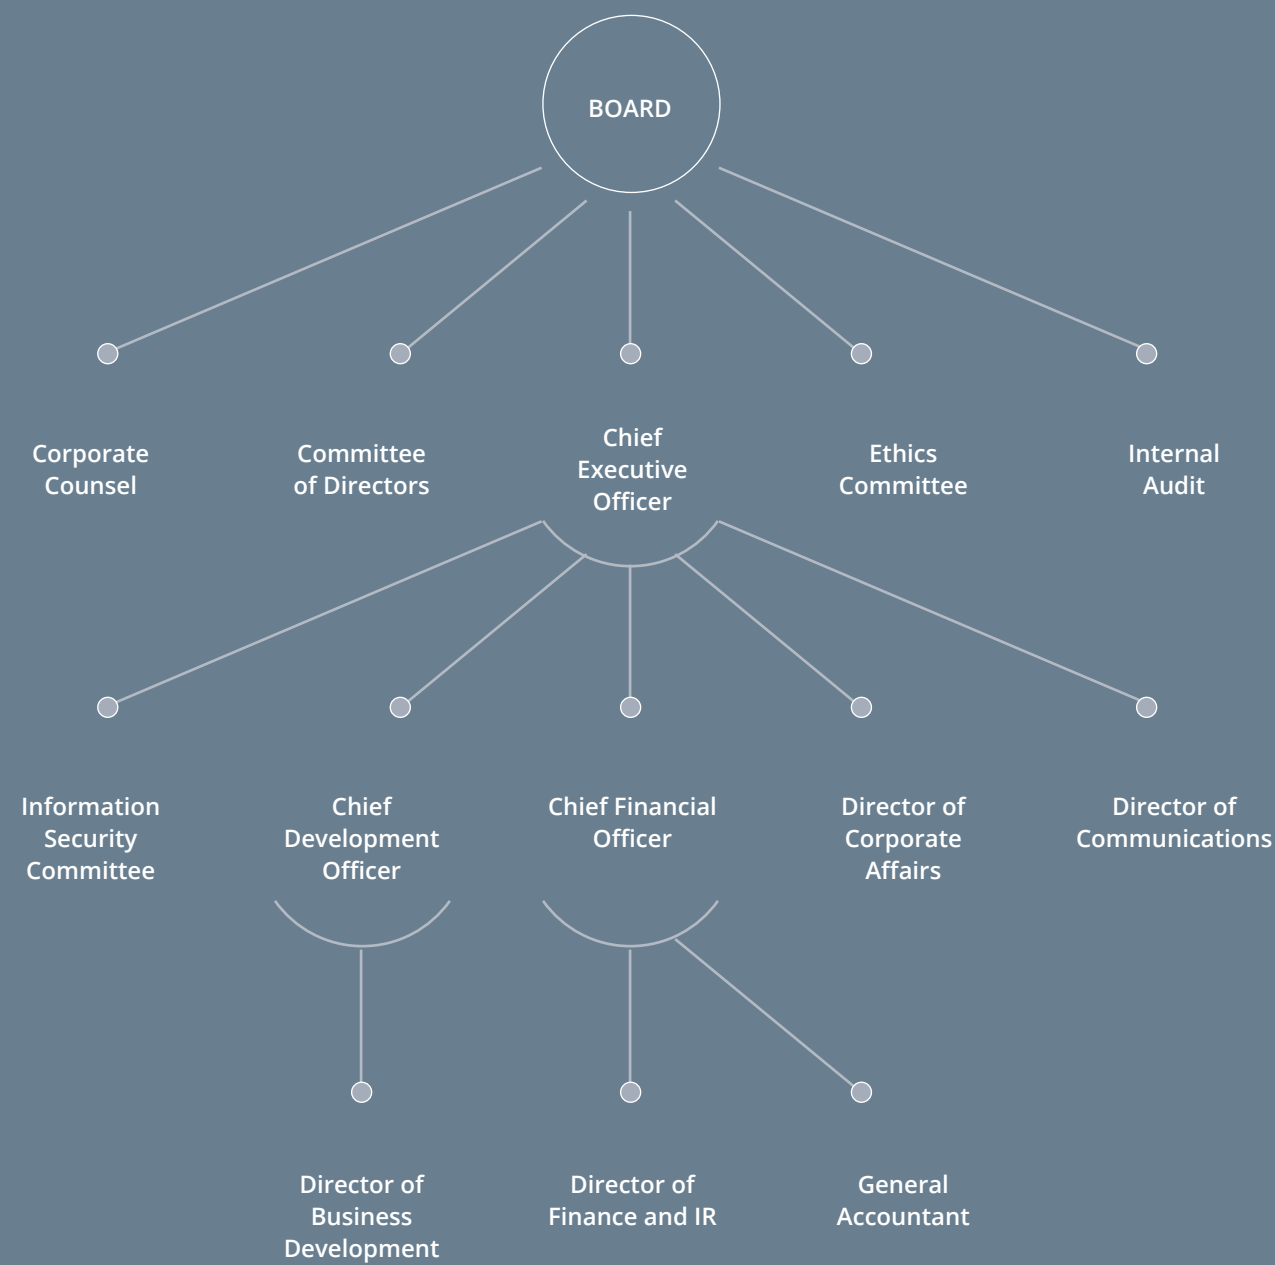 BOARD
Corporate
Counsel
Committee
of Directors
Chief
Executive
Officer
Ethics
Committee
Internal
Audit
Information
Security
Committee
Chief
Development
Officer
Chief Financial
Officer
Director of
Corporate
Affairs
Director of
Communications
Director of
Business
Development
Director of
Finance and IR
General
Accountant